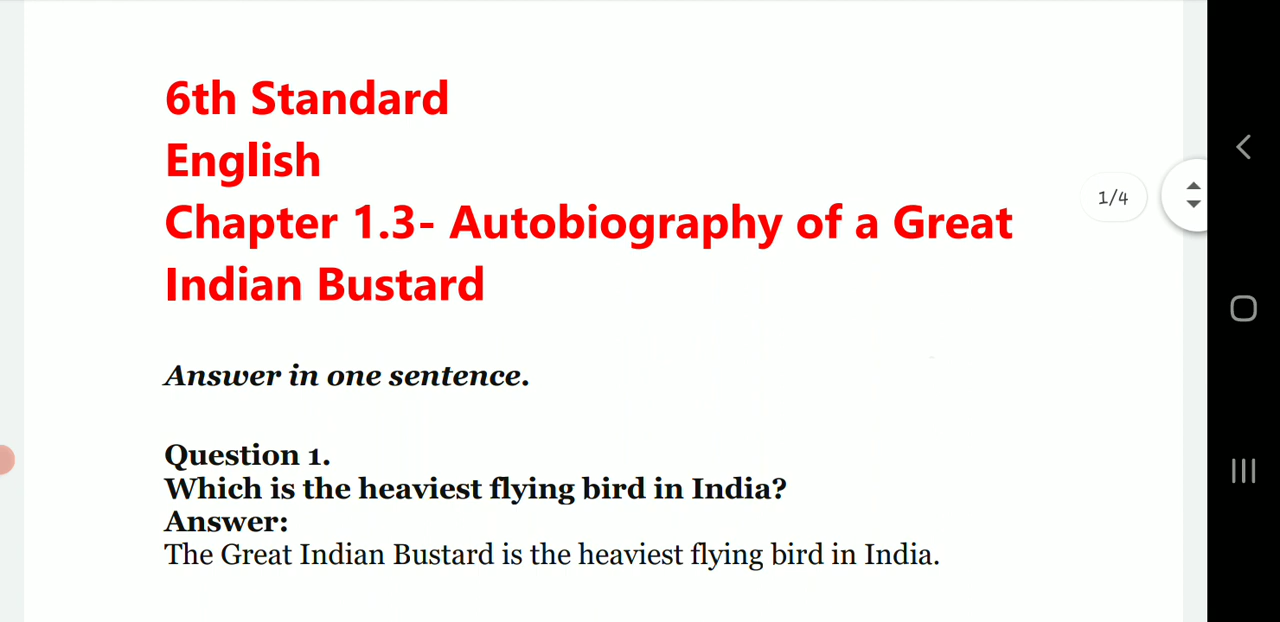 6th Standard
English
Chapter 1.3- Autobiography of a Great
Indian Bustard
1/4
Answer in one sentence.
Question 1.
Which is the heaviest flying bird in India?
Answer:
The Great Indian Bustard is the heaviest flying bird in India.